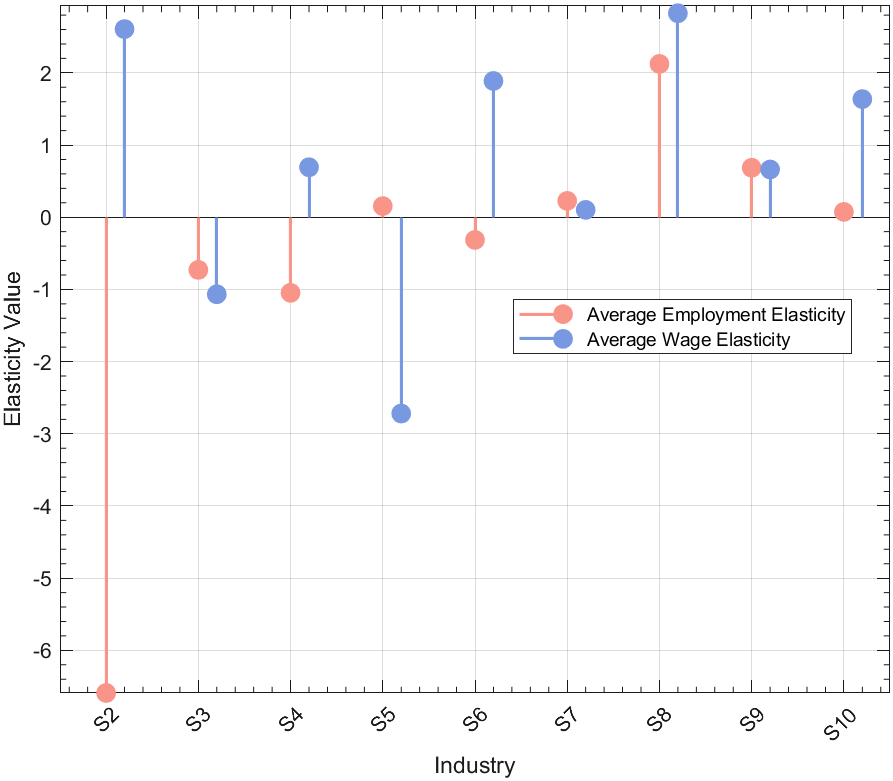 2
1
0
-1
-2
-3
-4
-5
-6
Elasticity Value
Average Employment Elasticity
Average Wage Elasticity
S2
S3
S4
S5
S6
S7
S8
S9
S10
Industry